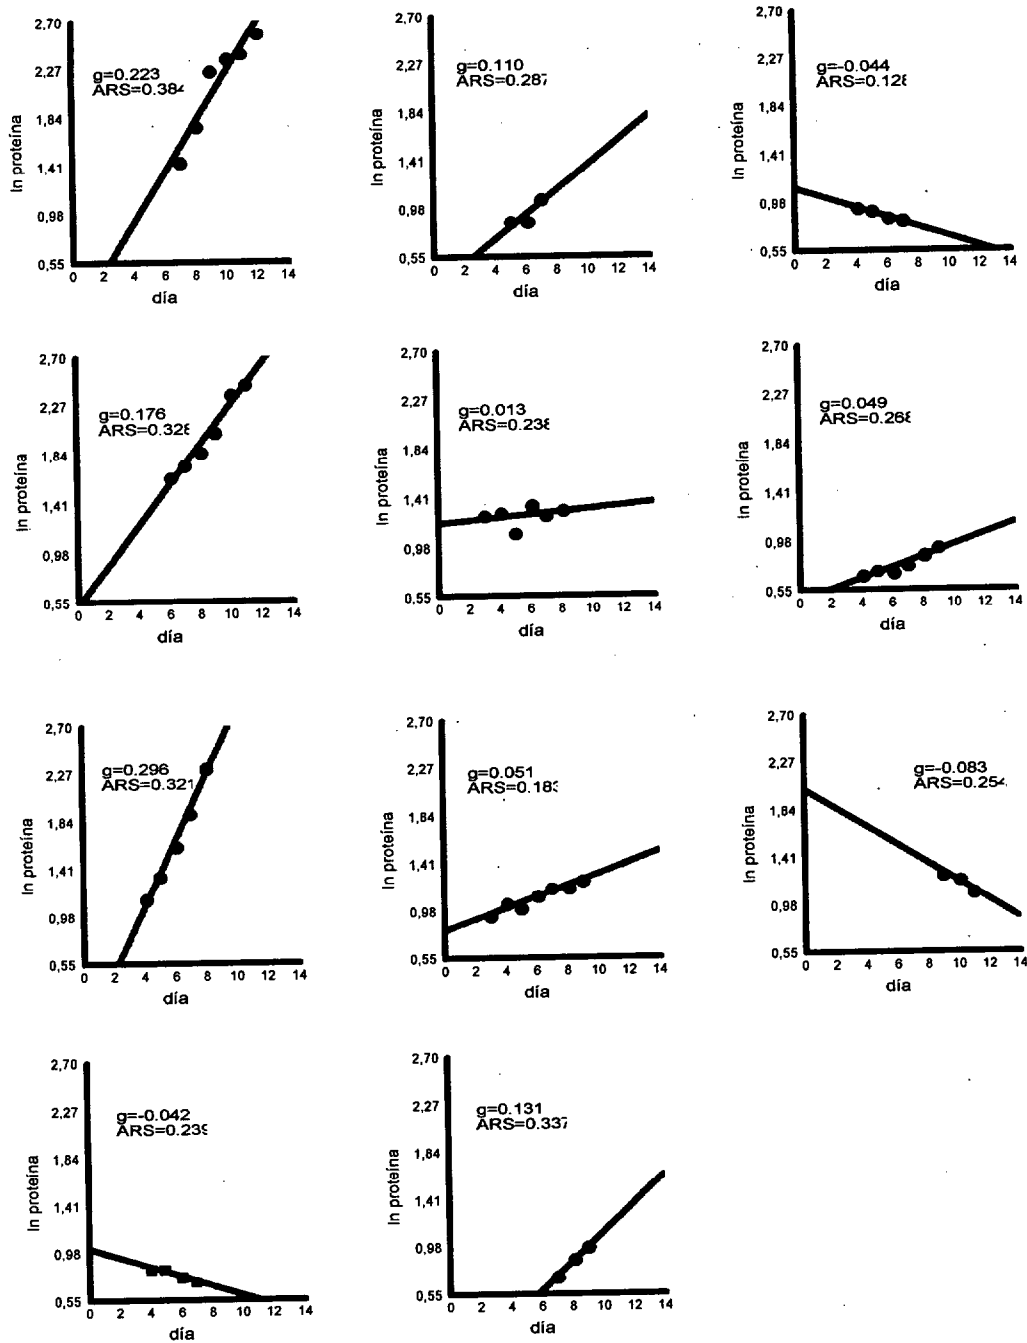 2,70
2,27
1,84
1,41
0,98
0,55
ln proteína
g=0.223
ARS=0.384
0 2 4 6 8 10 12 14
día
2,70
2,27
1,84
1,41
0,98
0,55
ln proteína
g=0.110
ARS=0.287
0 2 4 6 8 10 12 14
día
2,70
2,27
1,84
1,41
0,98
0,55
ln proteína
g=-0.044
ARS=0.128
0 2 4 6 8 10 12 14
día
2,70
2,27
1,84
1,41
0,98
0,55
ln proteína
g=0.176
ARS=0.328
0 2 4 6 8 10 12 14
día
2,70
2,27
1,84
1,41
0,98
0,55
ln proteína
g=0.013
ARS=0.238
0 2 4 6 8 10 12 14
día
2,70
2,27
1,84
1,41
0,98
0,55
ln proteína
g=0.049
ARS=0.268
0 2 4 6 8 10 12 14
día
2,70
2,27
1,84
1,41
0,98
0,55
ln proteína
g=0.296
ARS=0.321
0 2 4 6 8 10 12 14
día
2,70
2,27
1,84
1,41
0,98
0,55
ln proteína
g=0.051
ARS=0.183
0 2 4 6 8 10 12 14
día
2,70
2,27
1,84
1,41
0,98
0,55
ln proteína
g=-0.083
ARS=0.254
0 2 4 6 8 10 12 14
día
2,70
2,27
1,84
1,41
0,98
0,55
ln proteína
g=-0.042
ARS=0.239
0 2 4 6 8 10 12 14
día
2,70
2,27
1,84
1,41
0,98
0,55
ln proteína
g=0.131
ARS=0.337
0 2 4 6 8 10 12 14
día